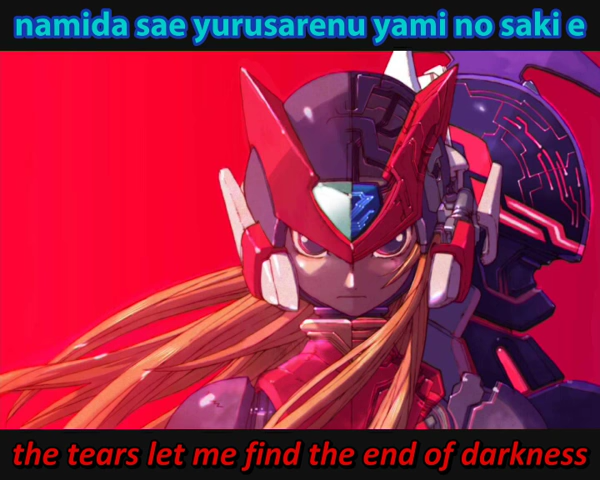 namida sae yurusarenu yami no saki e
the tears let me find the end of darkness